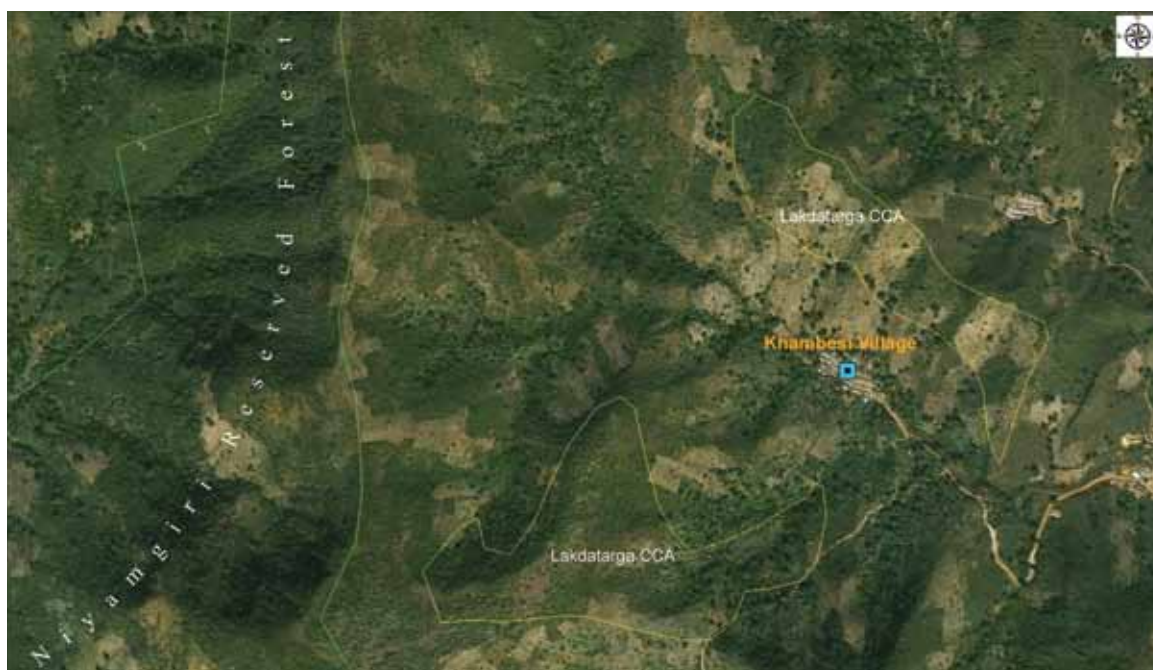 Niyamgiri Reserved Forest
Lakdatarga CCA
Khambesi Village
Lakdatarga CCA